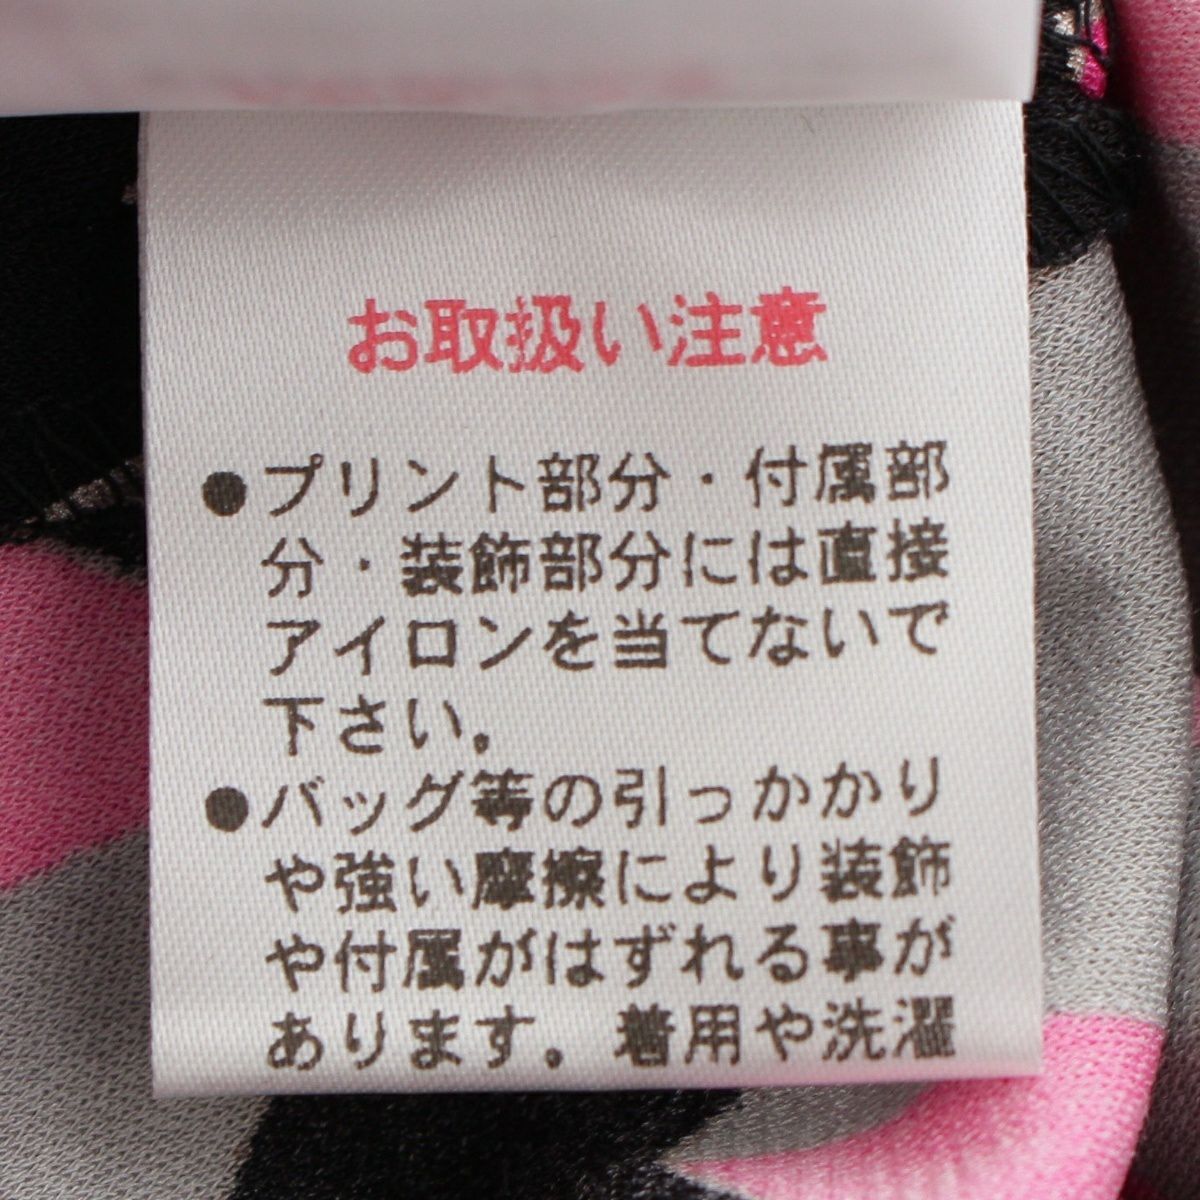 お取扱い注意
●プリント部分・付属部
分・装飾部分には直接
アイロンを当てないで
下さい。
●バッグ等の引っかかり
や強い摩擦により装飾
や付属がはずれる事が
あります。着用や洗濯